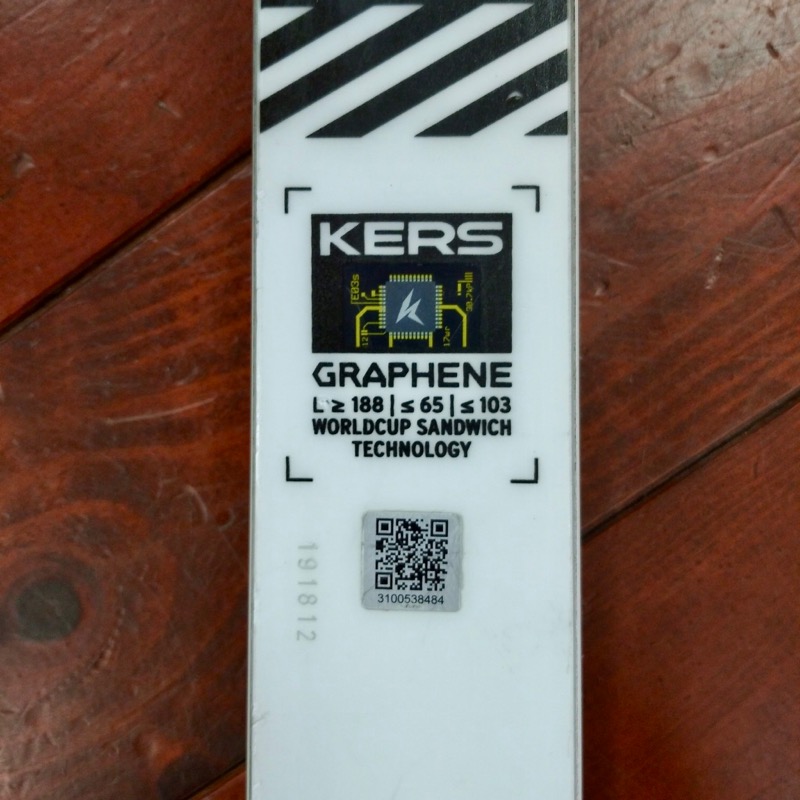 KERS
GRAPHENE
L ≥ 188 | ≤ 65 | ≤ 103
WORLDCUP SANDWICH
TECHNOLOGY
3100538484
191812